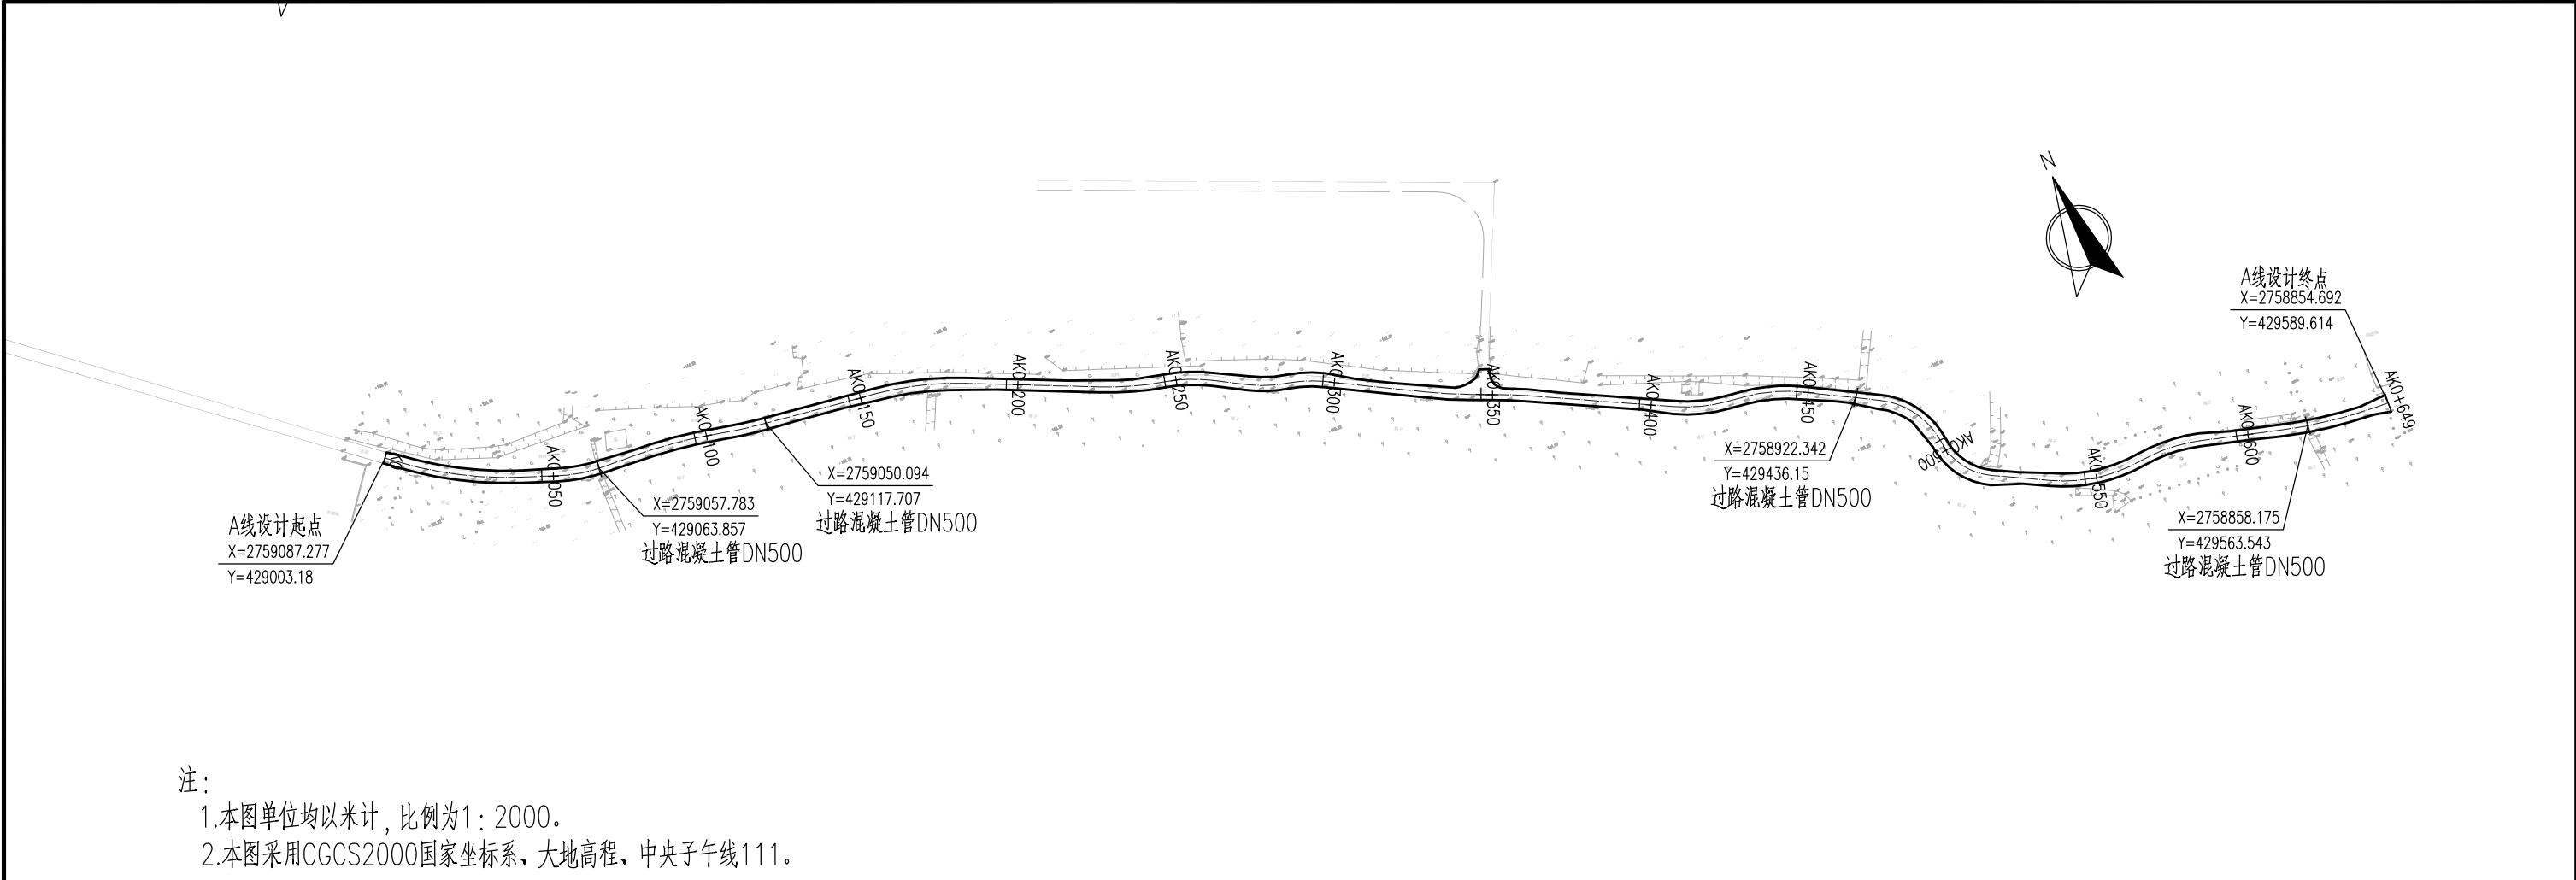 N
A线设计终点
X=2758854.692
Y=429589.614
AK0+050
AK0+100
AK0+150
AK0+200
AK0+250
AK0+300
AK0+350
AK0+400
AK0+450
AK0+500
AK0+550
AK0+600
AK0+649
A线设计起点
X=2759087.277
Y=429003.18
X=2759057.783
Y=429063.857
过路混凝土管DN500
X=2759050.094
Y=429117.707
过路混凝土管DN500
X=2758922.342
Y=429436.15
过路混凝土管DN500
X=2758858.175
Y=429563.543
过路混凝土管DN500
注：
1.本图单位均以米计，比例为1：2000。
2.本图采用CGCS2000国家坐标系、大地高程、中央子午线111。